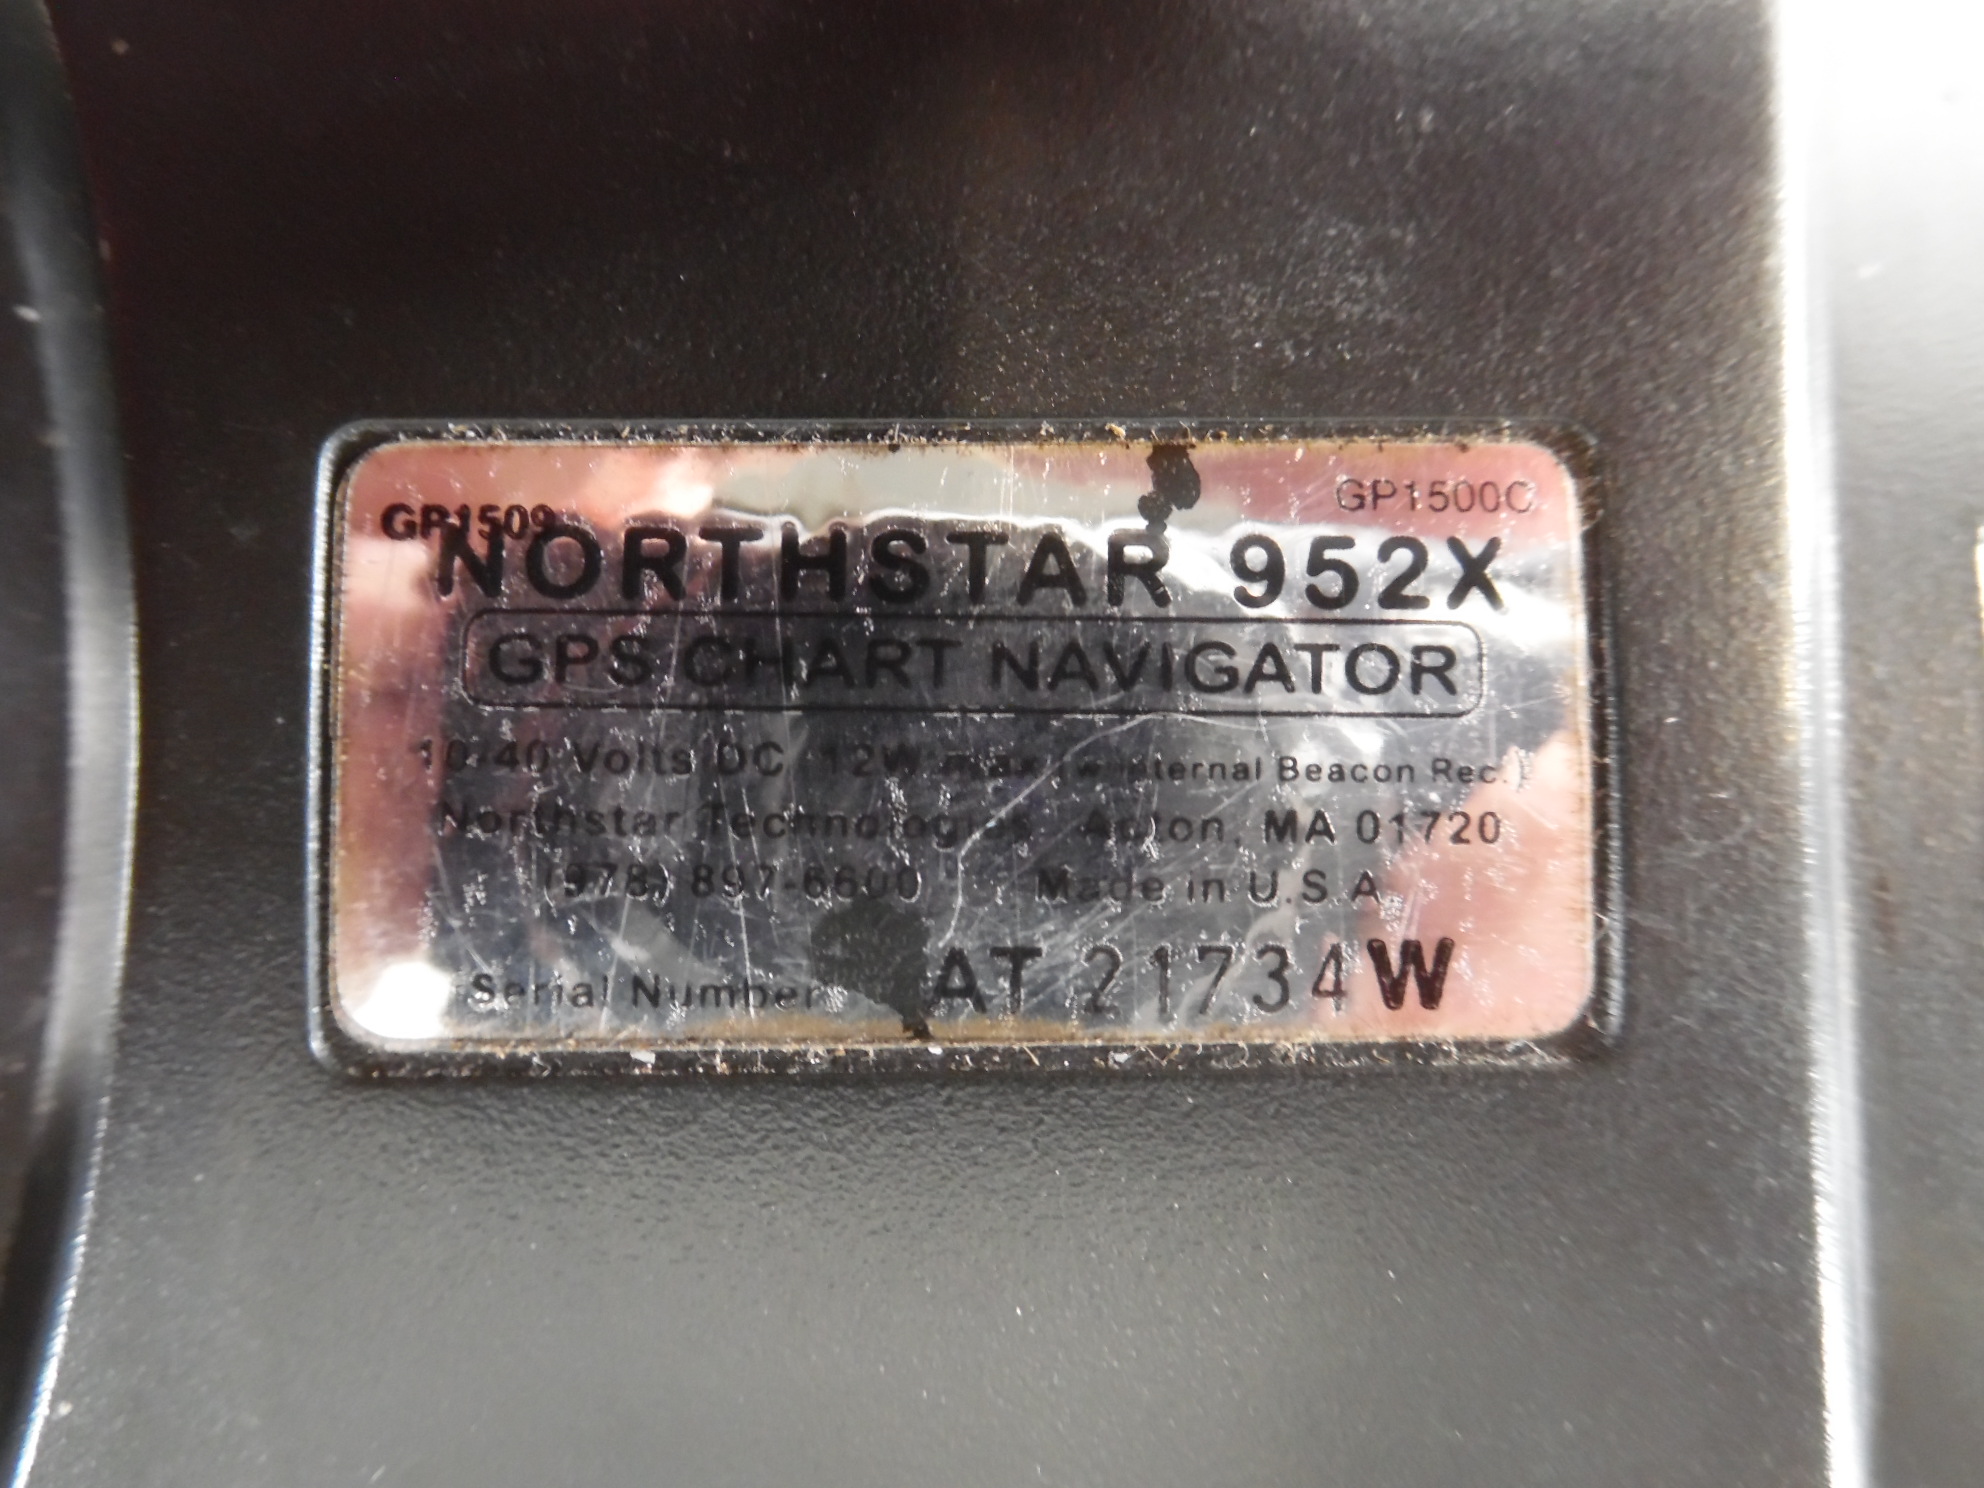 GP1500C
GP1509
NORTHSTAR 952X
GPS CHART NAVIGATOR
10-40 Volts DC, 12W max (w internal Beacon Rec.)
Northstar Technologies Acton, MA 01720
(978) 897-6600 Made in U.S.A.
Serial Number AT 21734W